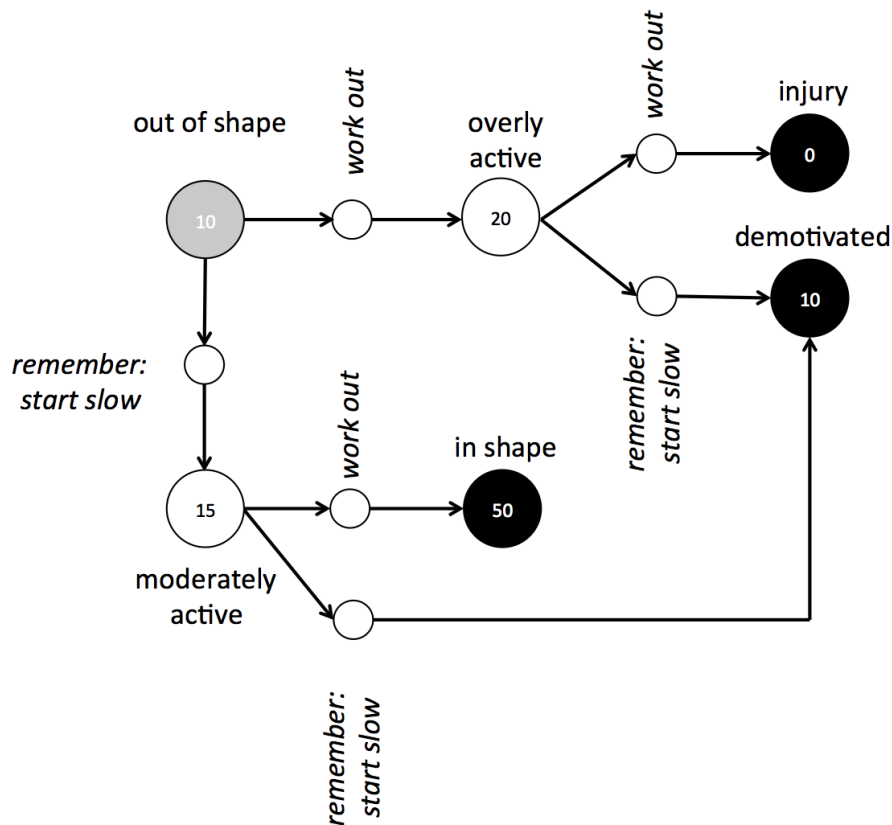 work out
injury
out of shape
work out
overly
active
0
10
20
demotivated
10
remember:
start slow
remember:
start slow
work out
in shape
15
50
moderately
active
remember:
start slow